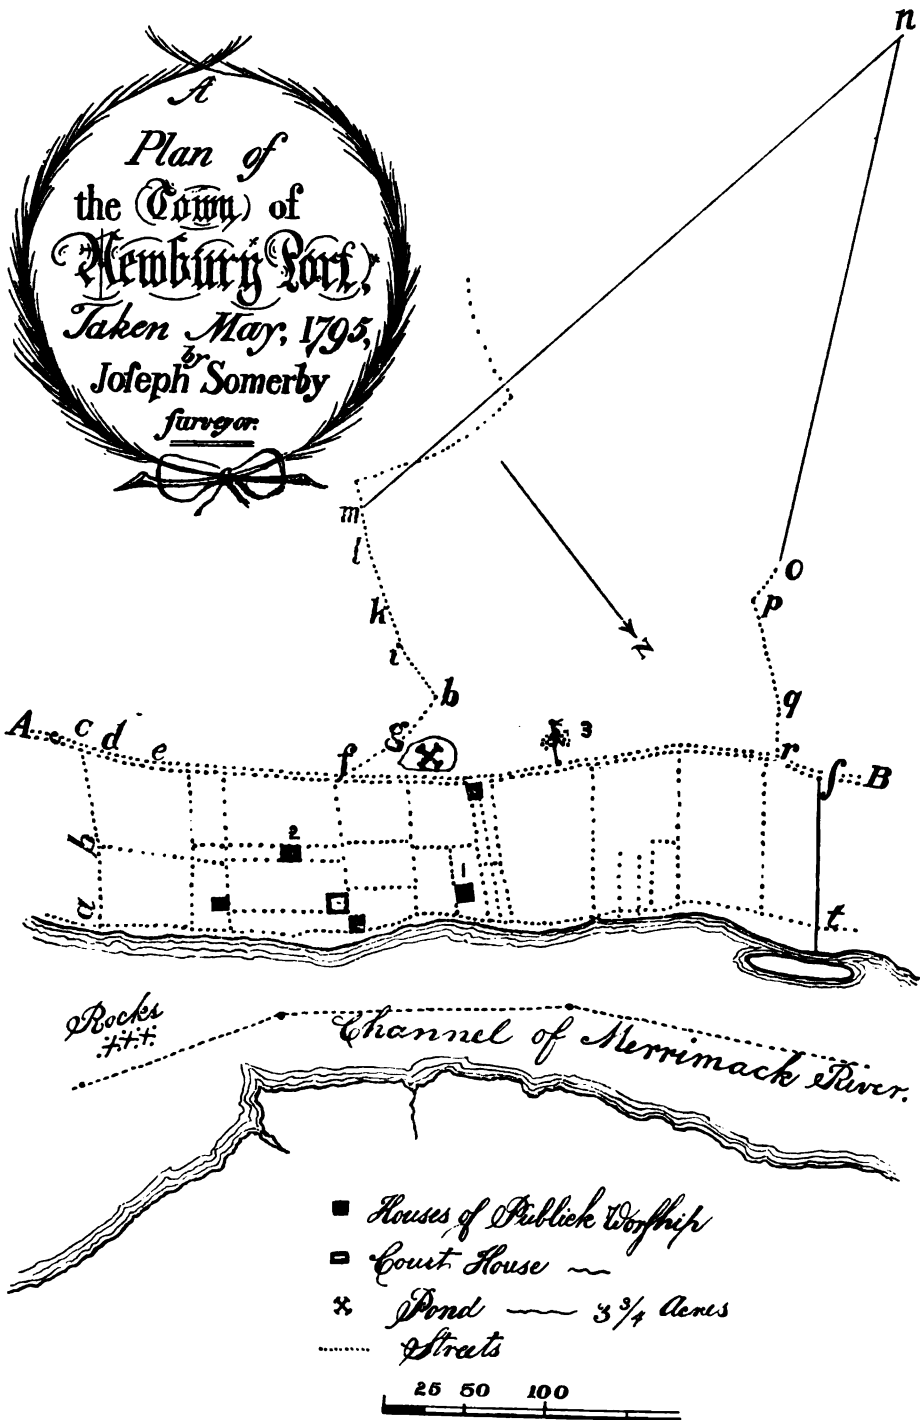 A
Plan of
the Town of
Newbury Port,
Taken May, 1795,
by
Joſeph Somerby
ſurveyor.
n
m
l
k
i
h
g
o
p
q
r
ſ
B
N
A
c
d
e
f
3
b
2
1
a
t
Rocks
Channel of Merrimack River.
Houses of Publick Worſhip
Court House
Pond 3 3/4 Acres
Streets
25 50 100